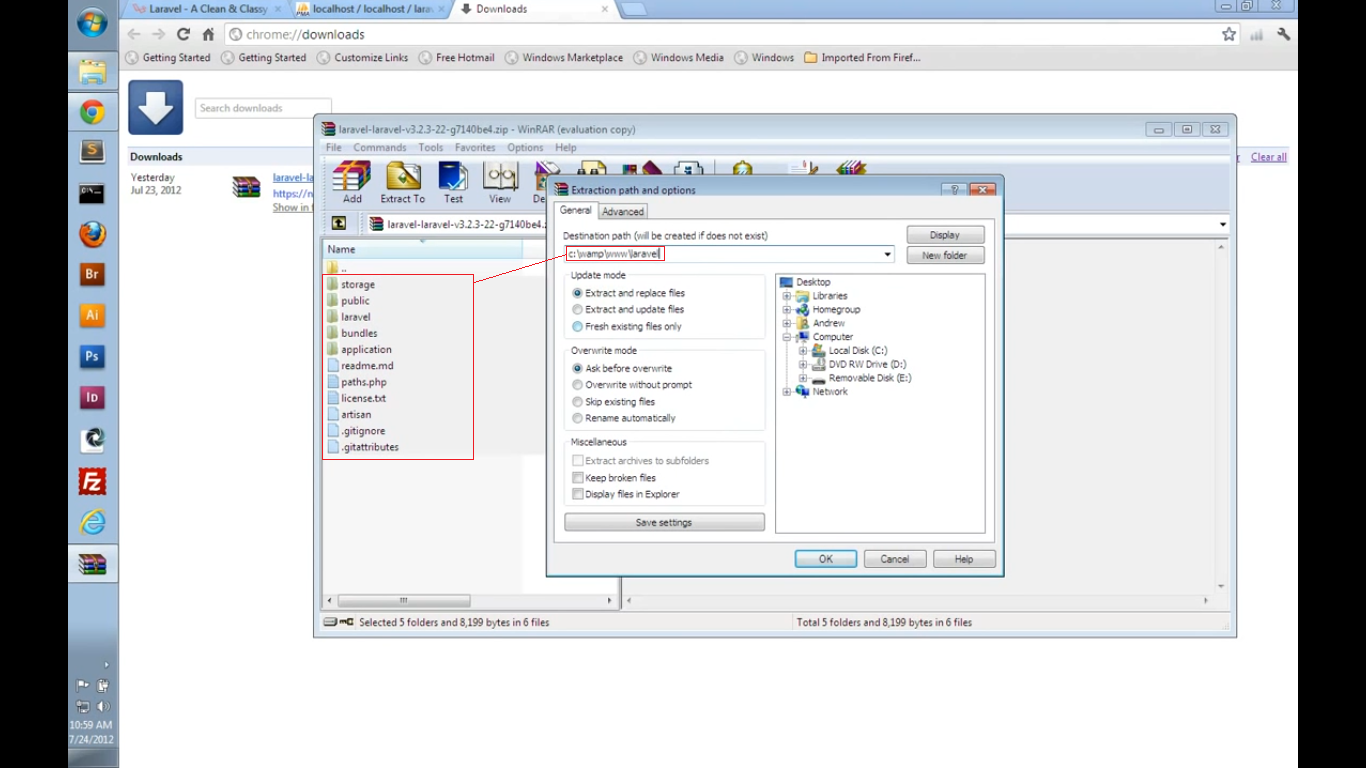 Laravel - A Clean & Classy
localhost / localhost / larav
Downloads
chrome://downloads
Getting Started
Getting Started
Customize Links
Free Hotmail
Windows Marketplace
Windows Media
Windows
Imported From Firef...
Search downloads
Downloads
Clear all
Yesterday
Jul 23, 2012
laravel-la
https://n
Show in f
laravel-laravel-v3.2.3-22-g7140be4.zip - WinRAR (evaluation copy)
File Commands Tools Favorites Options Help
Add
Extract To
Test
View
De
laravel-laravel-v3.2.3-22-g7140be4.
Name
..
storage
public
laravel
bundles
application
readme.md
paths.php
license.txt
artisan
.gitignore
.gitattributes
Selected 5 folders and 8,199 bytes in 6 files
Total 5 folders and 8,199 bytes in 6 files
Extraction path and options
General
Advanced
Destination path (will be created if does not exist)
Display
c:\wamp\www\laravel
New folder
Update mode
Extract and replace files
Extract and update files
Fresh existing files only
Overwrite mode
Ask before overwrite
Overwrite without prompt
Skip existing files
Rename automatically
Miscellaneous
Extract archives to subfolders
Keep broken files
Display files in Explorer
Save settings
Desktop
Libraries
Homegroup
Andrew
Computer
Local Disk (C:)
DVD RW Drive (D:)
Removable Disk (E:)
Network
OK
Cancel
Help
S
C:\.
Br
Ai
Ps
Id
Fz
10:59 AM
7/24/2012